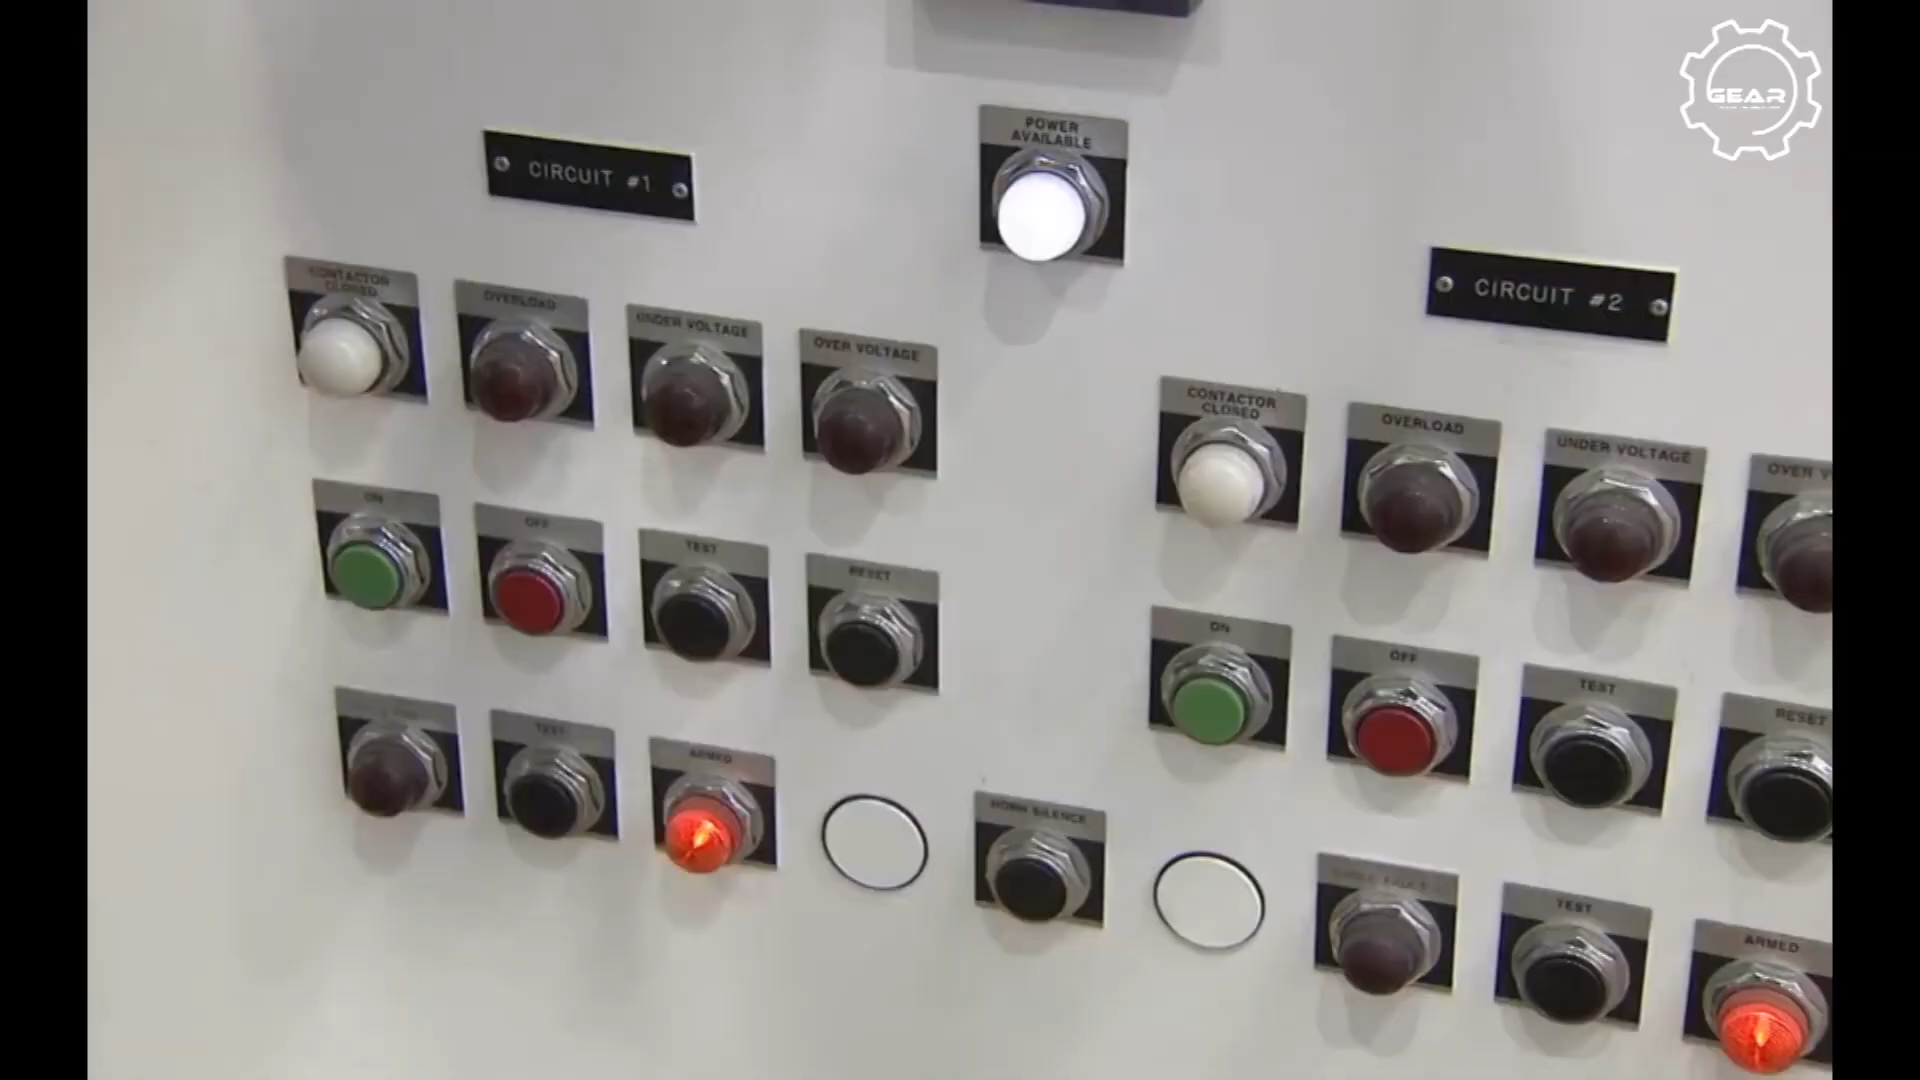 GEAR
POWER
AVAILABLE
CIRCUIT #1
CONTACTOR
CLOSED
OVERLOAD
UNDER VOLTAGE
OVER VOLTAGE
ON
OFF
TEST
RESET
TEST
ARMED
HORN SILENCE
CIRCUIT #2
CONTACTOR
CLOSED
OVERLOAD
UNDER VOLTAGE
OVER V
ON
OFF
TEST
RESET
TEST
ARMED